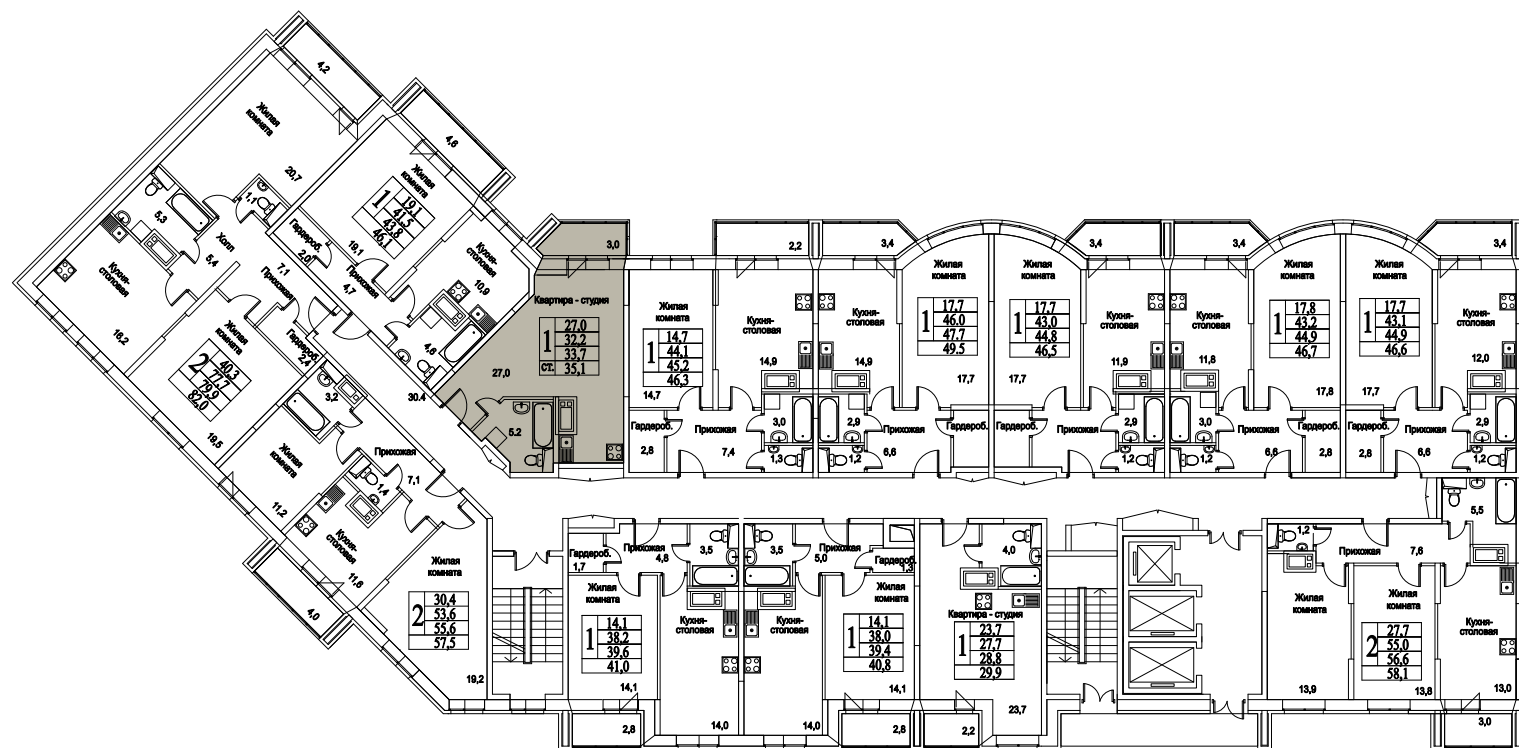 4,2
Жилая
комната
20,7
4,8
Жилая
комната
1
19,1
41,5
43,8
46,1
19,1
1,1
5,3
Гардероб.
2,0
Холл
5,4
7,1
Прихожая
4,7
Прихожая
Кухня-
столовая
10,9
4,6
Кухня-
столовая
16,2
Жилая
комната
2
40,3
77,7
79,9
82,0
19,5
Гардероб.
2,4
3,2
30.4
Жилая
комната
11,2
Прихожая
7,1
1,4
Кухня-
столовая
11,6
4,0
Жилая
комната
2
30,4
53,6
55,6
57,5
19,2
3,0
Квартира - студия
1
ст.
27,0
32,2
33,7
35,1
27,0
5.2
Жилая
комната
1
14,7
44,1
45,2
46,3
14,7
2,2
Кухня-
столовая
14,9
Гардероб.
2,8
Прихожая
7,4
3,0
1,3
3,4
Кухня-
столовая
14,9
Жилая
комната
1
17,7
46.0
47.7
49.5
17,7
2,9
1,2
Прихожая
6,6
Гардероб.
Жилая
комната
1
17,7
43,0
44,8
46,5
17,7
3,4
Кухня-
столовая
11,9
Гардероб.
Прихожая
2,9
1,2
3,4
Кухня-
столовая
11,8
Жилая
комната
1
17,8
43,2
44,9
46,7
17,8
3,0
1,2
Прихожая
6,6
Гардероб.
2,8
Жилая
комната
1
17,7
43,1
44,9
46,6
17,7
3,4
Кухня-
столовая
12,0
Гардероб.
2,8
Прихожая
6,6
2,9
1,2
Гардероб.
1,7
Прихожая
4,8
3,5
Жилая
комната
1
14,1
38,2
39,6
41,0
14,1
Кухня-
столовая
14,0
2,8
3,5
Прихожая
5,0
Гардероб.
1,3
Кухня-
столовая
14,0
Жилая
комната
1
14,1
38,0
39,4
40,8
14,1
2,8
4,0
Квартира - студия
1
23,7
27,7
28,8
29,9
23,7
2,2
1,2
Прихожая
7,6
5,5
Жилая
комната
13,9
Жилая
комната
2
27,7
55,0
56,6
58,1
13,8
Кухня-
столовая
13,0
3,0